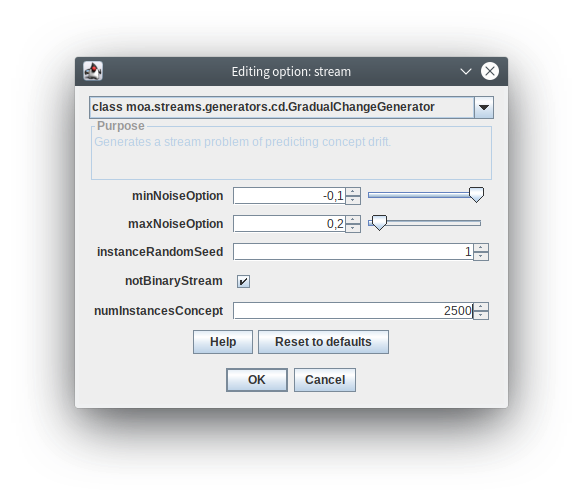 Editing option: stream
class moa.streams.generators.cd.GradualChangeGenerator
Purpose
Generates a stream problem of predicting concept drift.
minNoiseOption -0,1
maxNoiseOption 0,2
instanceRandomSeed 1
notBinaryStream
numInstancesConcept 2500
Help Reset to defaults
OK Cancel